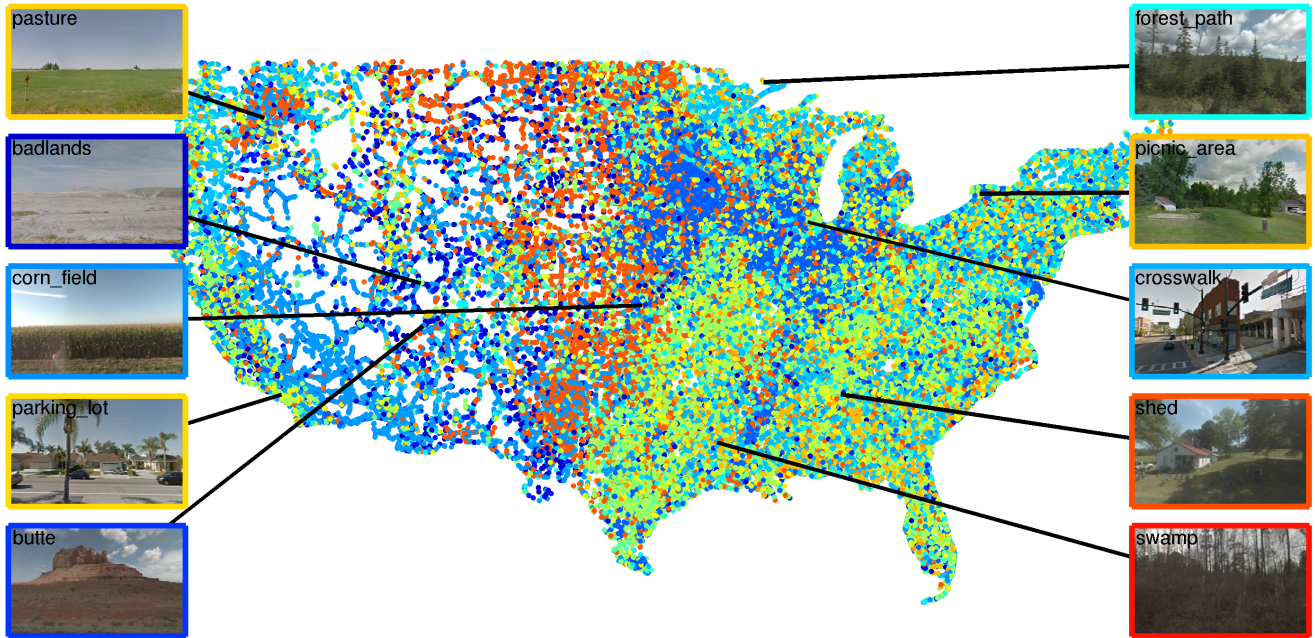 pasture
badlands
corn_field
parking_lot
butte
forest_path
picnic_area
crosswalk
shed
swamp